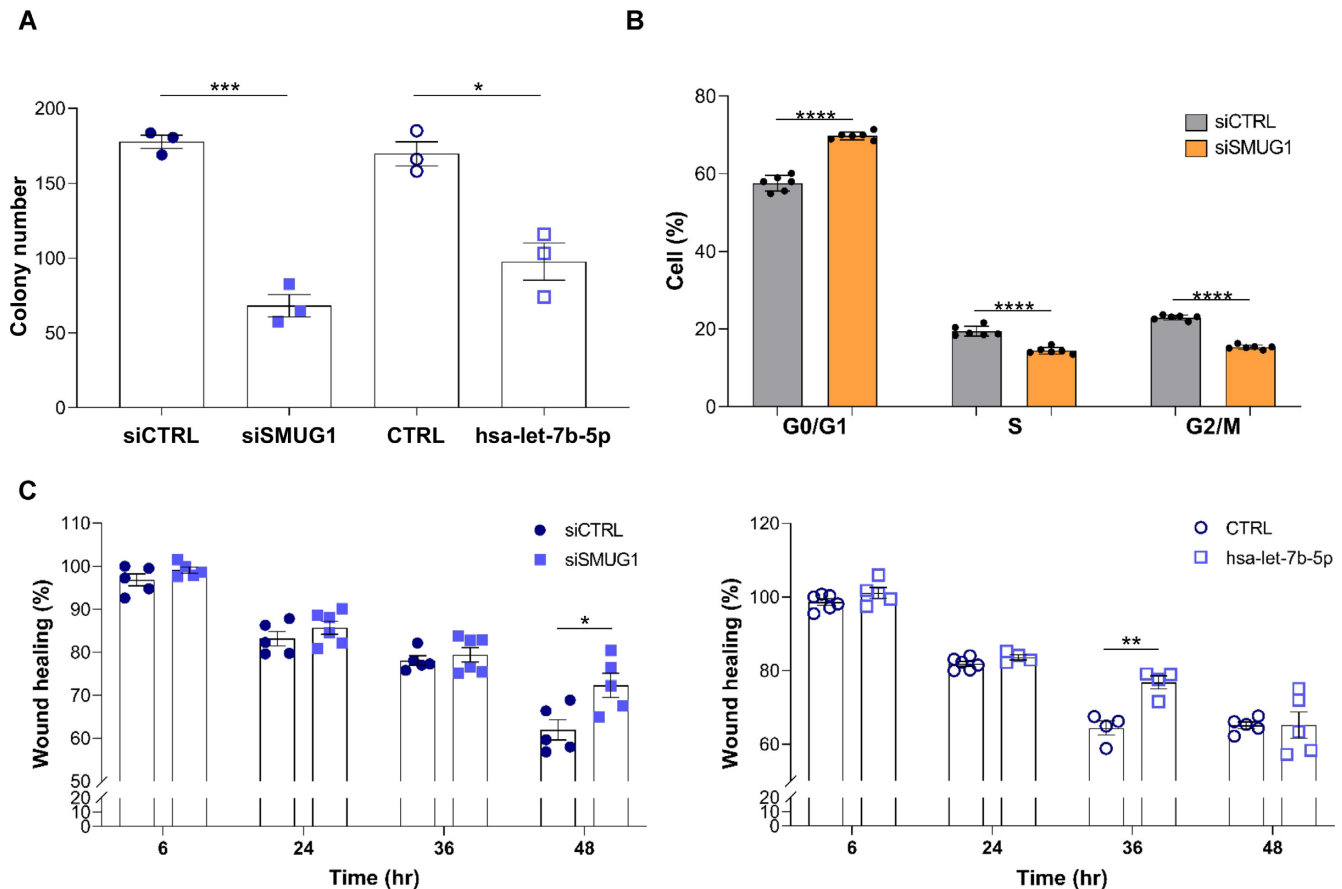 A
B
***
*
200
150
100
50
0
Colony number
siCTRL siSMUG1 CTRL hsa-let-7b-5p
80
60
40
20
0
Cell (%)
****
****
****
siCTRL
siSMUG1
G0/G1 S G2/M
C
110
100
90
80
70
60
50
20
10
0
Wound healing (%)
siCTRL
siSMUG1
*
6 24 36 48
Time (hr)
120
100
80
60
20
10
0
Wound healing (%)
CTRL
hsa-let-7b-5p
**
6 24 36 48
Time (hr)